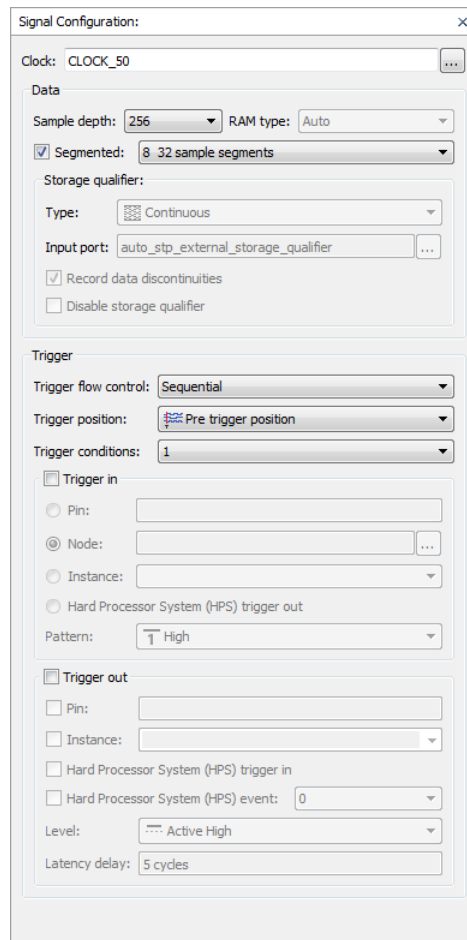 Signal Configuration:
Clock: CLOCK_50 ...
Data
Sample depth: 256 RAM type: Auto
Segmented: 8 32 sample segments
Storage qualifier:
Type: Continuous
Input port: auto_stp_external_storage_qualifier ...
Record data discontinuities
Disable storage qualifier
Trigger
Trigger flow control: Sequential
Trigger position: Pre trigger position
Trigger conditions: 1
Trigger in
Pin:
Node: ...
Instance:
Hard Processor System (HPS) trigger out
Pattern: 1 High
Trigger out
Pin:
Instance:
Hard Processor System (HPS) trigger in
Hard Processor System (HPS) event: 0
Level: Active High
Latency delay: 5 cycles